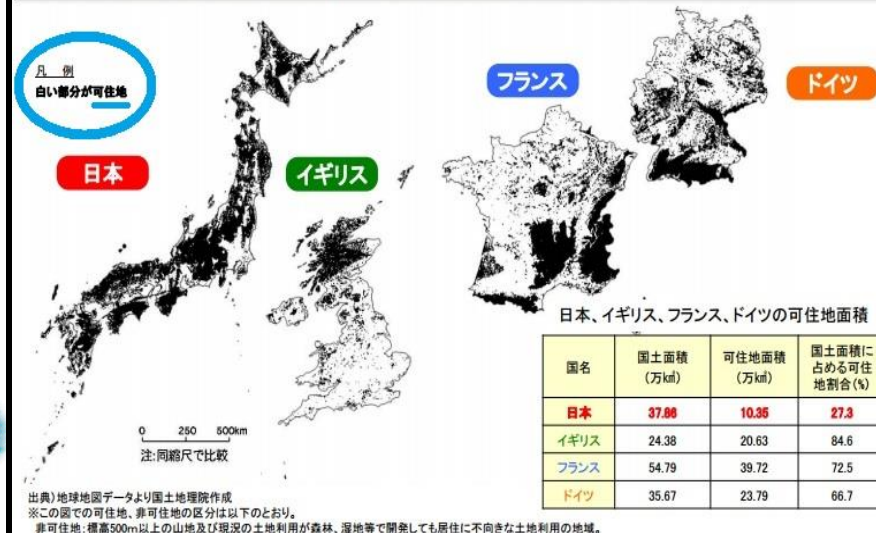 凡　例
白い部分が可住地
日本
イギリス
フランス
ドイツ
0　250　500km
注:同縮尺で比較
日本、イギリス、フランス、ドイツの可住地面積
国名　国土面積(万k㎡)　可住地面積(万k㎡)　国土面積に占める可住地割合(%)
日本　37.86　10.35　27.3
イギリス　24.38　20.63　84.6
フランス　54.79　39.72　72.5
ドイツ　35.67　23.79　66.7
出典)地球地図データより国土地理院作成
※この図での可住地、非可住地の区分は以下のとおり。
非可住地:標高500m以上の山地及び現況の土地利用が森林、湿地等で開発しても居住に不向きな土地利用の地域。